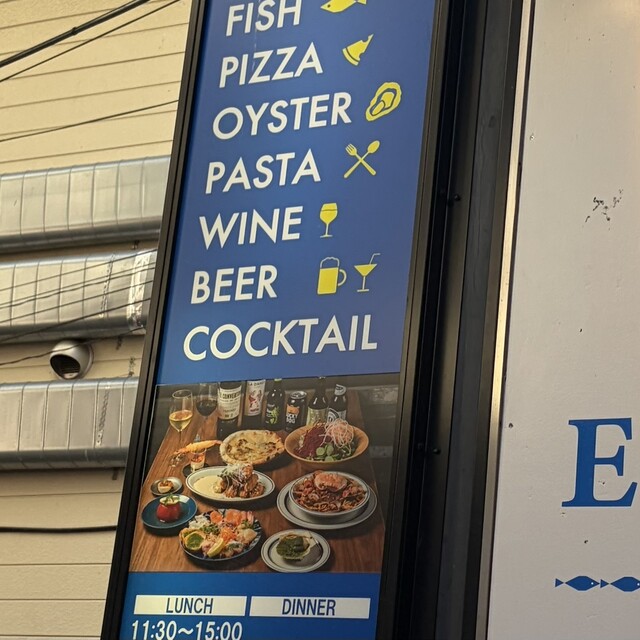 FISH
PIZZA
OYSTER
PASTA
WINE
BEER
COCKTAIL
LUNCH DINNER
11:30～15:00
E